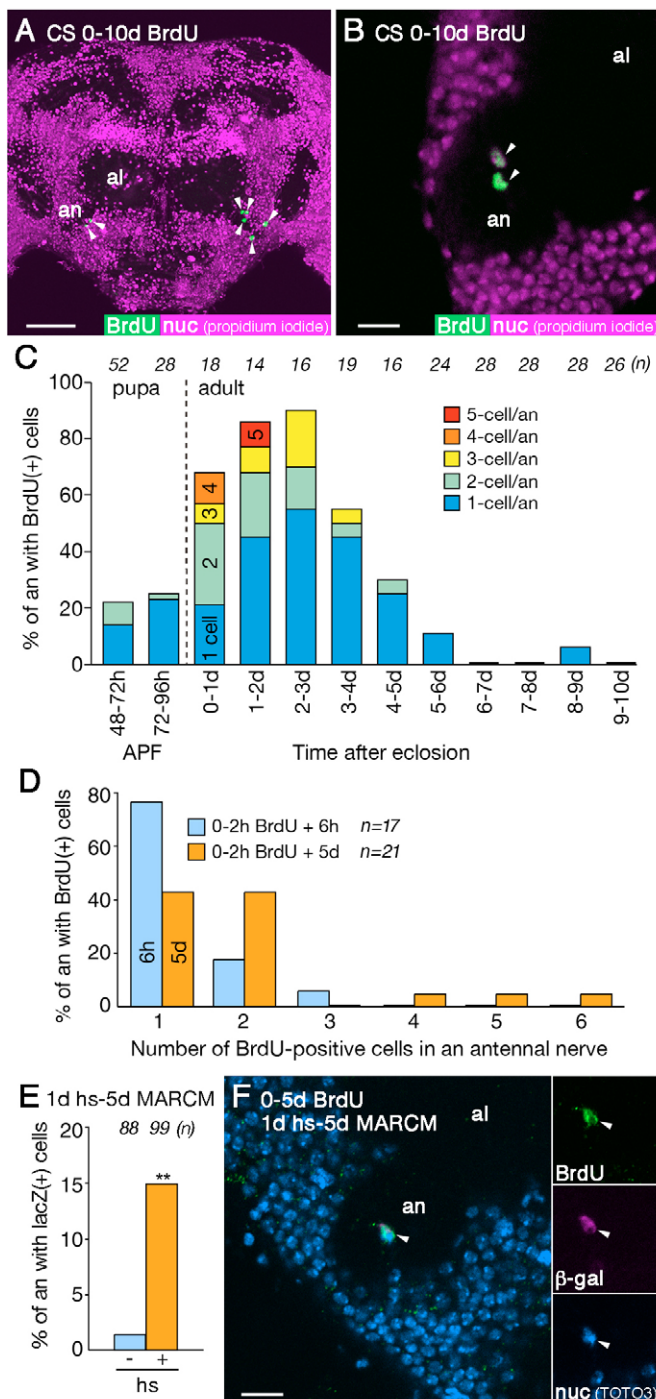 A CS 0-10d BrdU
al
an
BrdU nuc (propidium iodide)
B CS 0-10d BrdU
al
an
BrdU nuc (propidium iodide)
C
52 28 18 14 16 19 16 24 28 28 28 26 (n)
pupa adult
% of an with BrdU(+) cells
100
80
60
40
20
0
5-cell/an
4-cell/an
3-cell/an
2-cell/an
1-cell/an
4
3
2
1 cell
5
48-72h
72-96h
0-1d
1-2d
2-3d
3-4d
4-5d
5-6d
6-7d
7-8d
8-9d
9-10d
APF Time after eclosion
D
% of an with BrdU(+) cells
80
60
40
20
0
0-2h BrdU + 6h n=17
0-2h BrdU + 5d n=21
6h
5d
1 2 3 4 5 6
Number of BrdU-positive cells in an antennal nerve
E 1d hs-5d MARCM
88 99 (n)
% of an with lacZ(+) cells
20
15
10
5
0
**
- +
hs
F 0-5d BrdU
1d hs-5d MARCM
al
an
BrdU
β-gal
nuc (TOTO3)